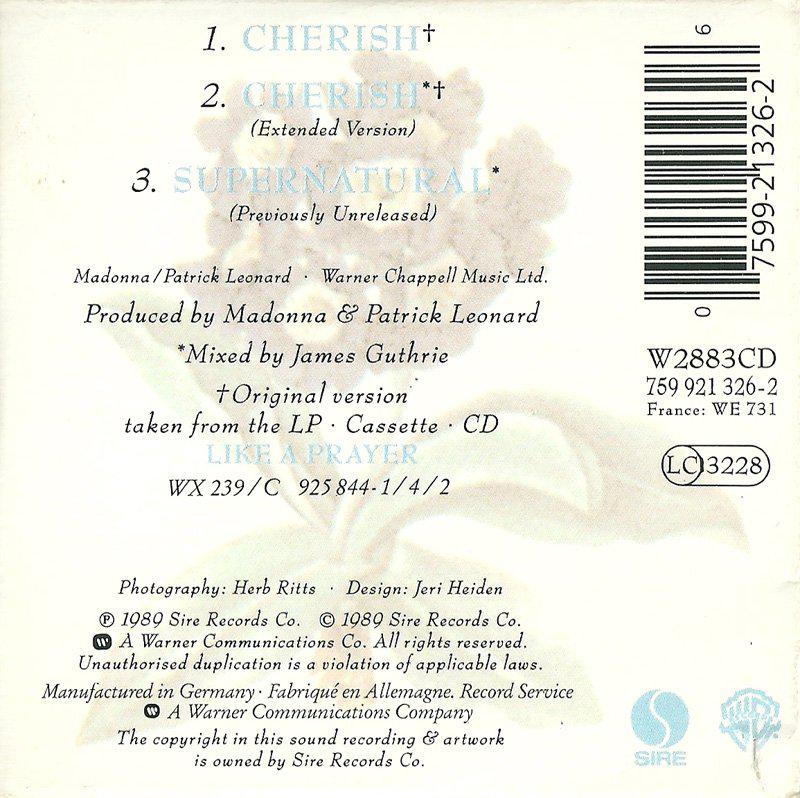 1. CHERISH†
2. CHERISH*†
(Extended Version)
3. SUPERNATURAL*
(Previously Unreleased)
Madonna/Patrick Leonard · Warner Chappell Music Ltd.
Produced by Madonna & Patrick Leonard
*Mixed by James Guthrie
†Original version
taken from the LP · Cassette · CD
LIKE A PRAYER
WX 239/C 925 844-1/4/2
Photography: Herb Ritts · Design: Jeri Heiden
℗ 1989 Sire Records Co. © 1989 Sire Records Co.
A Warner Communications Co. All rights reserved.
Unauthorised duplication is a violation of applicable laws.
Manufactured in Germany · Fabriqué en Allemagne. Record Service
A Warner Communications Company
The copyright in this sound recording & artwork
is owned by Sire Records Co.
6
7599-21326-2
0
W2883CD
759 921 326-2
France: WE 731
LC 3228
SIRE